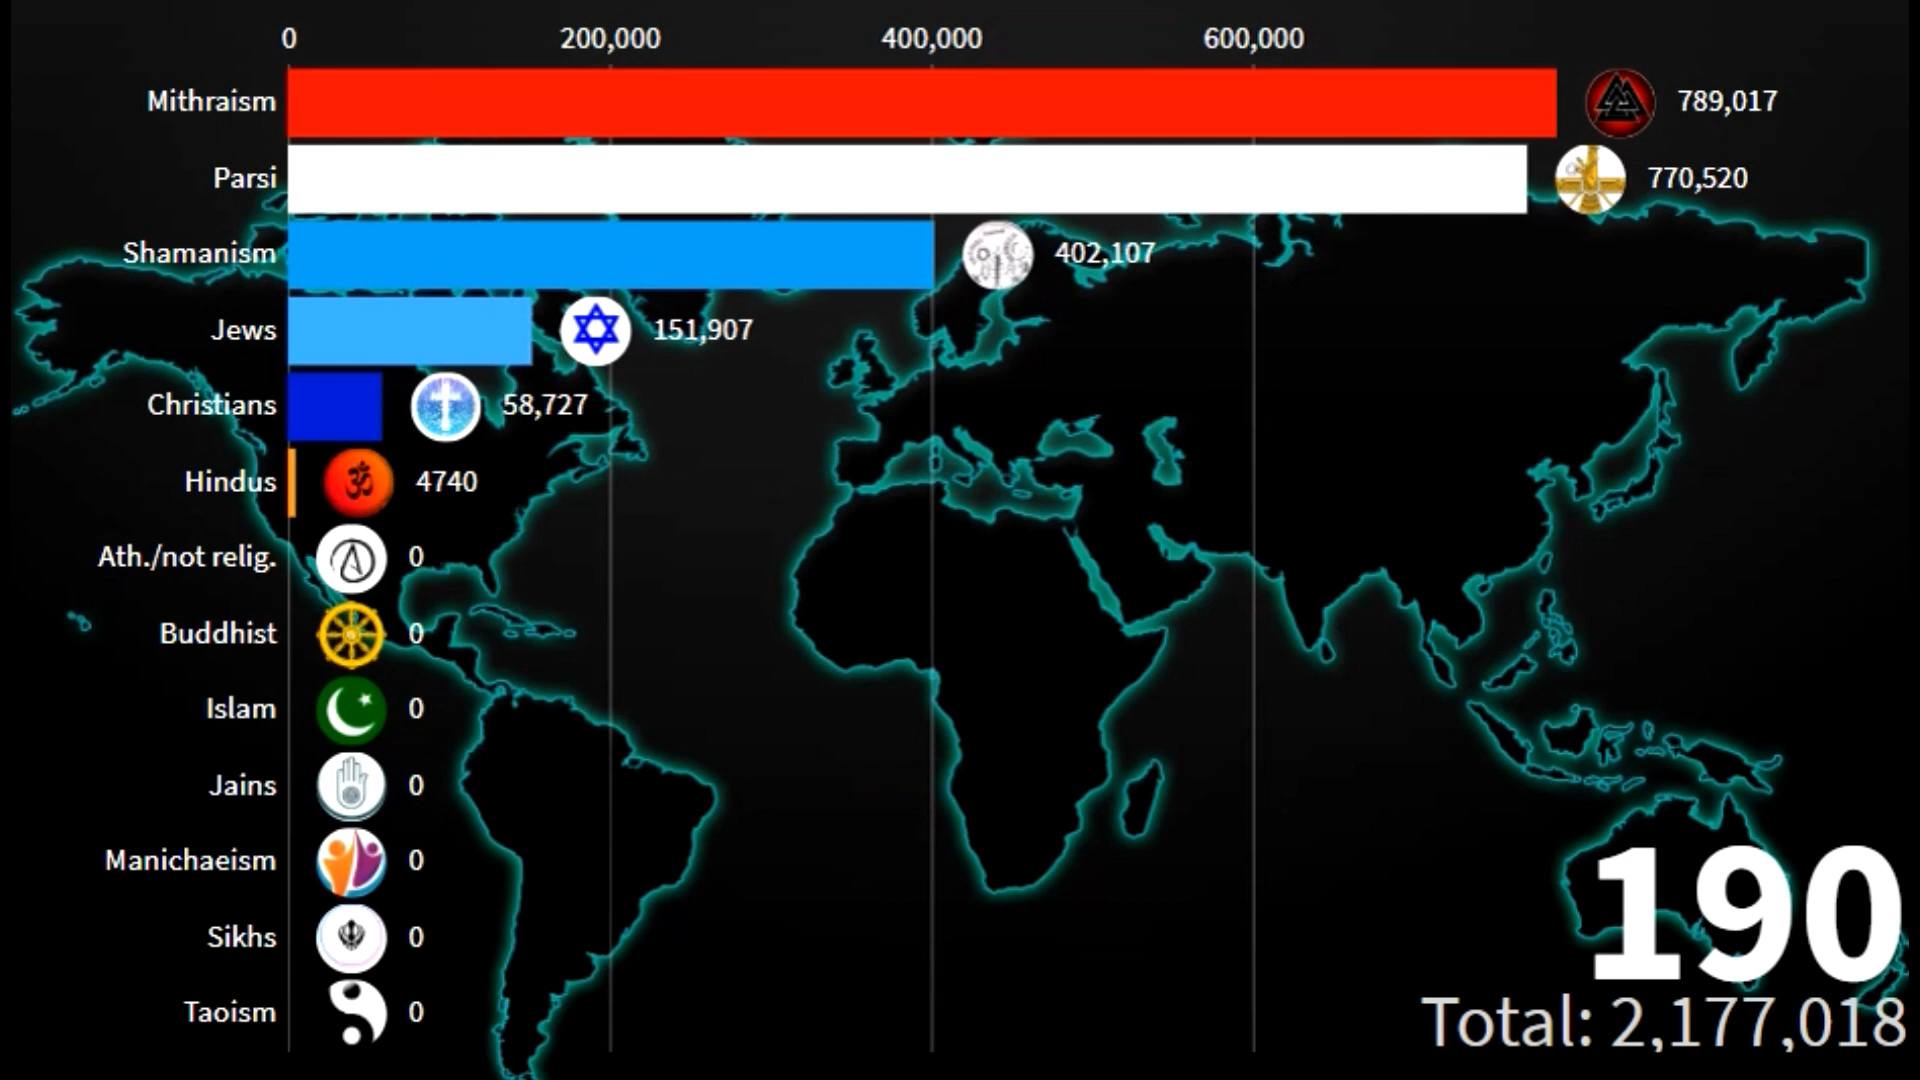 0 200,000 400,000 600,000
Mithraism 789,017
Parsi 770,520
Shamanism 402,107
Jews 151,907
Christians 58,727
Hindus ॐ 4740
Ath./not relig. 0
Buddhist 0
Islam 0
Jains 0
Manichaeism 0
Sikhs 0
Taoism 0
190
Total: 2,177,018